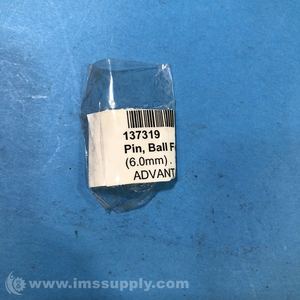 137319
Pin, Ball F
(6.0mm) .
ADVANT
© www.imssupply.com